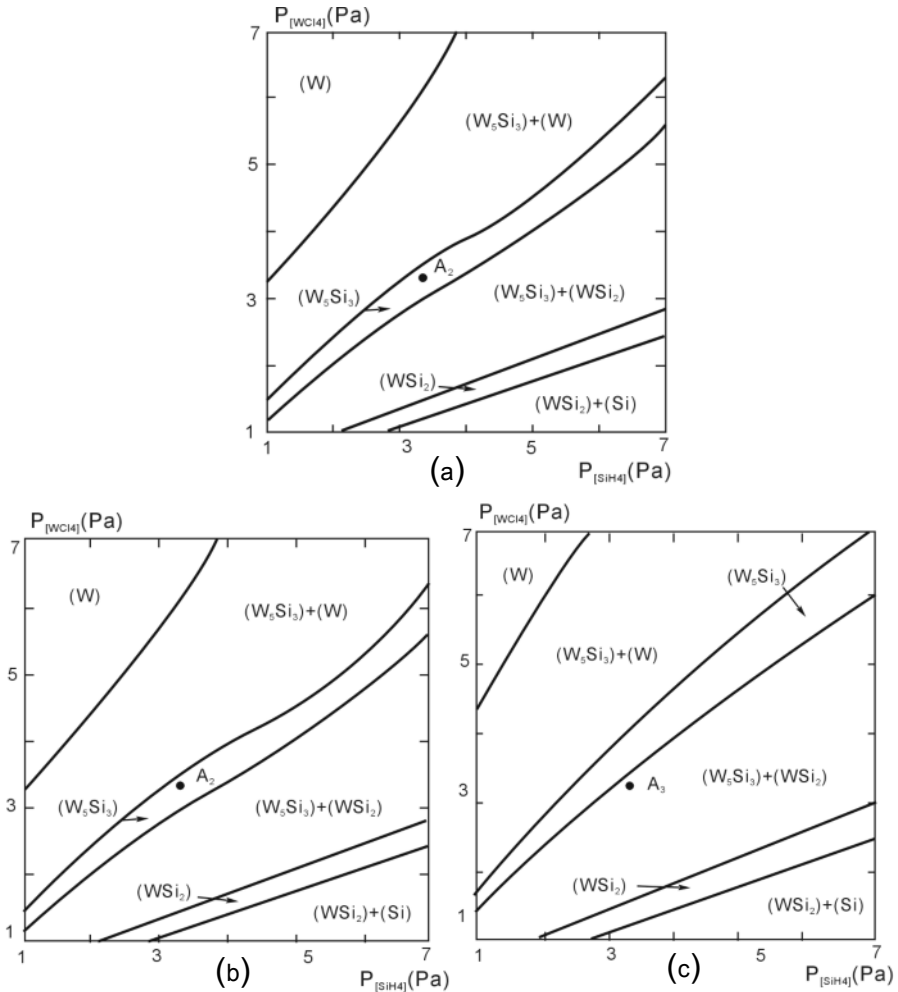 P[WCl4](Pa)
7
(W)
(W₅Si₃)+(W)
5
A₂
(W₅Si₃)
3
(W₅Si₃)+(WSi₂)
(WSi₂)
(WSi₂)+(Si)
1
1 3 5 7
(a)
P[SiH4](Pa)
P[WCl4](Pa)
7
(W)
(W₅Si₃)+(W)
5
A₂
3
(W₅Si₃)
(W₅Si₃)+(WSi₂)
(WSi₂)
(WSi₂)+(Si)
1
1 3 5 7
(b)
P[SiH4](Pa)
P[WCl4](Pa)
7
(W)
(W₅Si₃)
(W₅Si₃)+(W)
5
(W₅Si₃)+(WSi₂)
3
A₃
(WSi₂)
(WSi₂)+(Si)
1
1 3 5 7
(c)
P[SiH4](Pa)